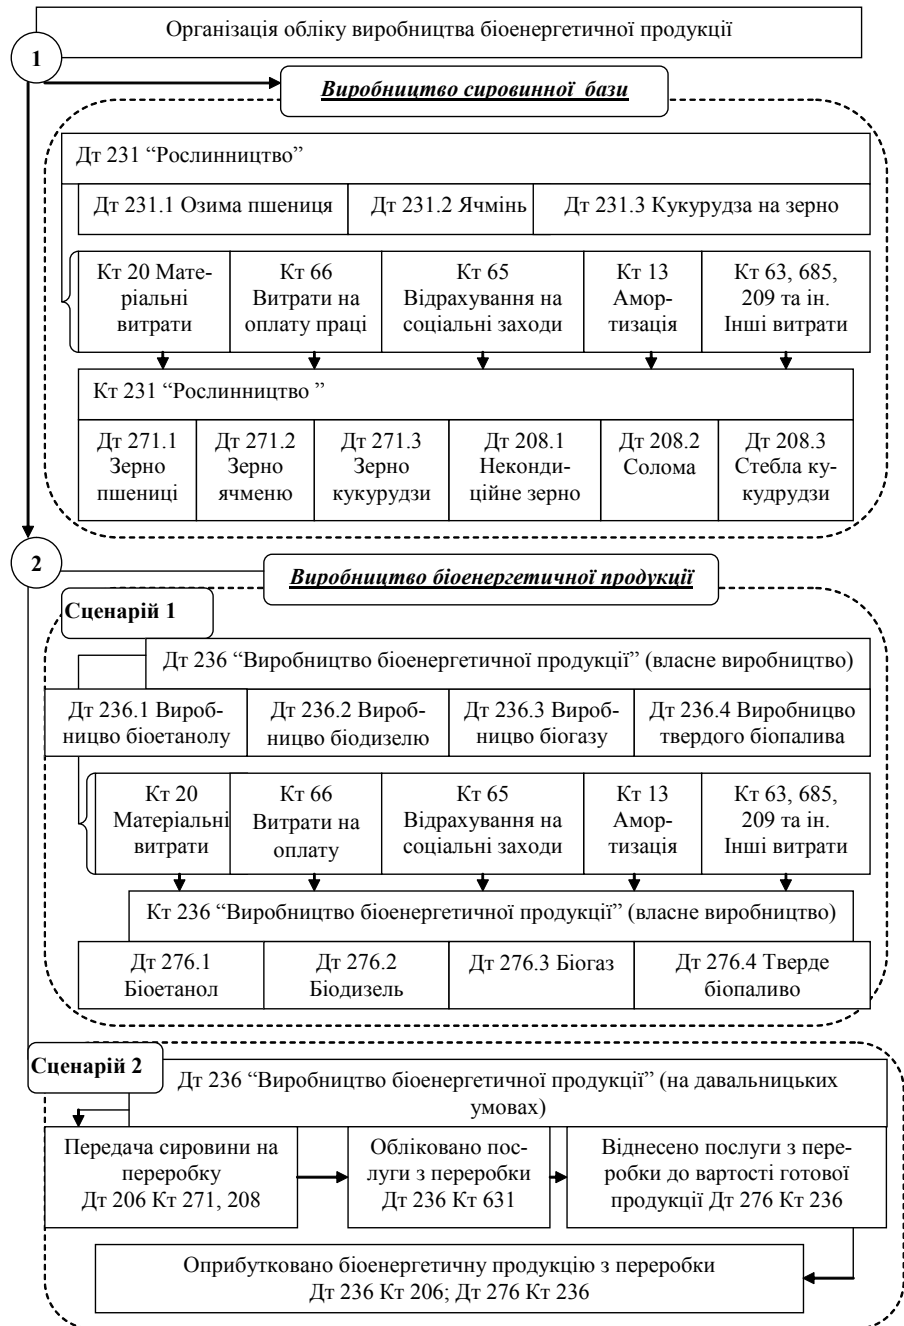 Організація обліку виробництва біоенергетичної продукції
1
Виробництво сировинної бази
Дт 231 “Рослинництво”
Дт 231.1 Озима пшениця
Дт 231.2 Ячмінь
Дт 231.3 Кукурудза на зерно
Кт 20 Мате-
ріальні
витрати
Кт 66
Витрати на
оплату праці
Кт 65
Відрахування на
соціальні заходи
Кт 13
Амор-
тизація
Кт 63, 685,
209 та ін.
Інші витрати
Кт 231 “Рослинництво ”
Дт 271.1
Зерно
пшениці
Дт 271.2
Зерно
ячменю
Дт 271.3
Зерно
кукурудзи
Дт 208.1
Некондиційне
ційне зерно
Дт 208.2
Солома
Дт 208.3
Стебла ку-
кудрудзи
2
Виробництво біоенергетичної продукції
Сценарій 1
Дт 236 “Виробництво біоенергетичної продукції” (власне виробництво)
Дт 236.1 Вироб-
ницво біоетанолу
Дт 236.2 Вироб-
ницво біодизелю
Дт 236.3 Вироб-
ницво біогазу
Дт 236.4 Виробницво
твердого біопалива
Кт 20
Матеріальні
витрати
Кт 66
Витрати на
оплату
Кт 65
Відрахування на
соціальні заходи
Кт 13
Амор-
тизація
Кт 63, 685,
209 та ін.
Інші витрати
Кт 236 “Виробництво біоенергетичної продукції” (власне виробництво)
Дт 276.1
Біоетанол
Дт 276.2
Біодизель
Дт 276.3 Біогаз
Дт 276.4 Тверде
біопаливо
Сценарій 2
Дт 236 “Виробництво біоенергетичної продукції” (на давальницьких
умовах)
Передача сировини на
переробку
Дт 206 Кт 271, 208
Обліковано пос-
луги з переробки
Дт 236 Кт 631
Віднесено послуги з пере-
робки до вартості готової
продукції Дт 276 Кт 236
Оприбутковано біоенергетичну продукцію з переробки
Дт 236 Кт 206; Дт 276 Кт 236